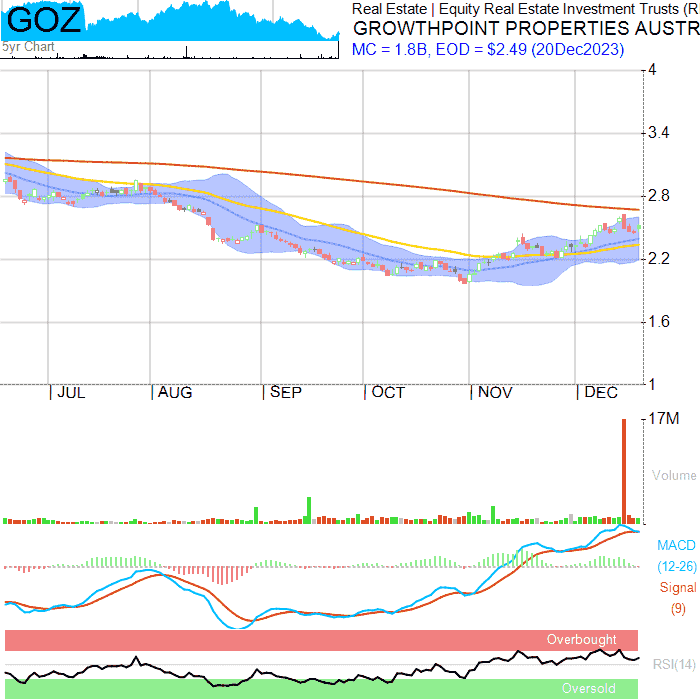 GOZ
5yr Chart
Real Estate | Equity Real Estate Investment Trusts (R
GROWTHPOINT PROPERTIES AUSTR
MC = 1.8B, EOD = $2.49 (20Dec2023)
4
3.4
2.8
2.2
1.6
1
JUL AUG SEP OCT NOV DEC
17M
Volume
MACD
(12-26)
Signal
(9)
Overbought
RSI(14)
Oversold